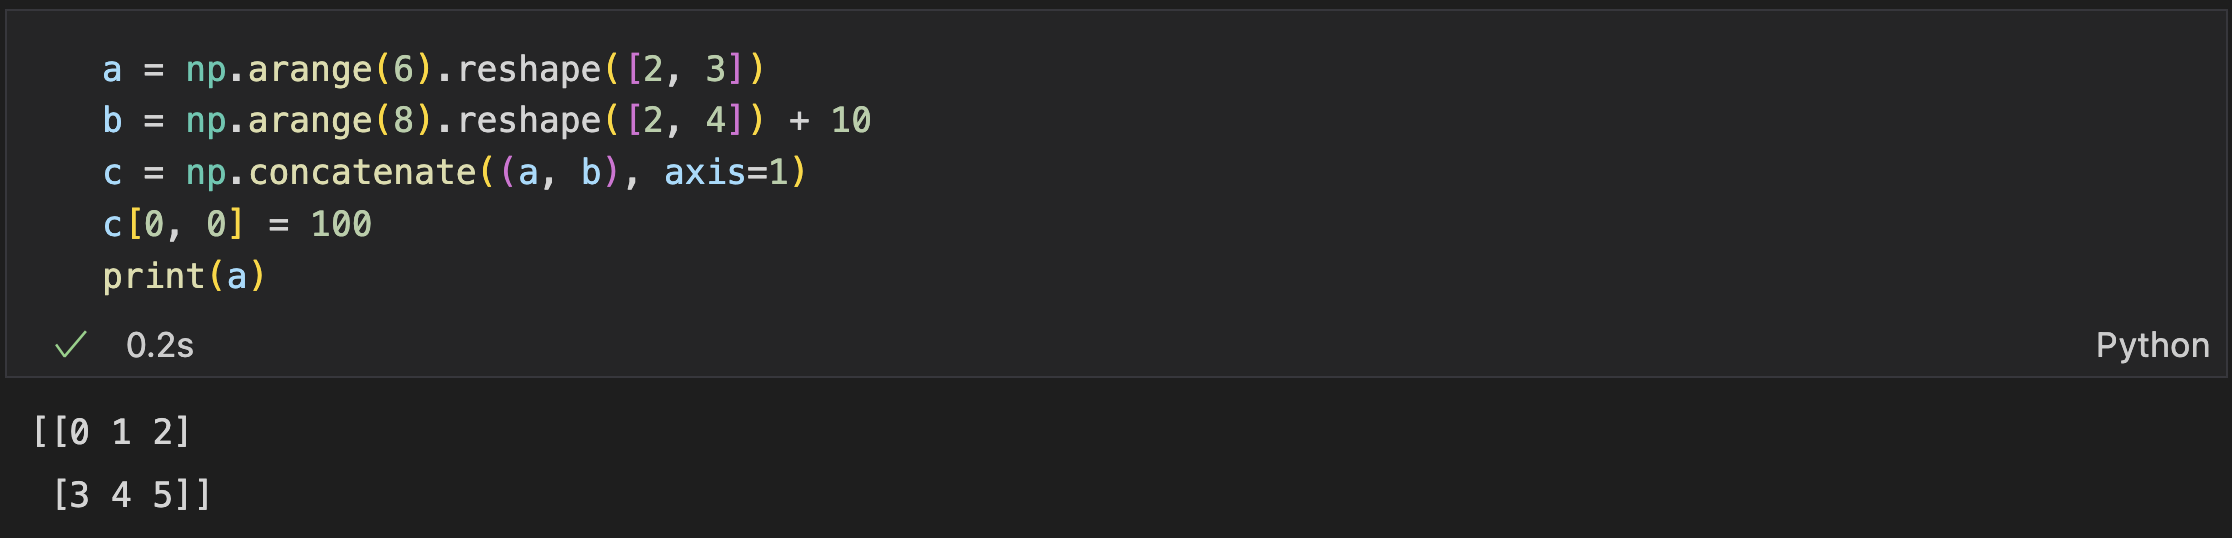 a = np.arange(6).reshape([2, 3])
b = np.arange(8).reshape([2, 4]) + 10
c = np.concatenate((a, b), axis=1)
c[0, 0] = 100
print(a)
0.2s
Python
[[0 1 2]
 [3 4 5]]